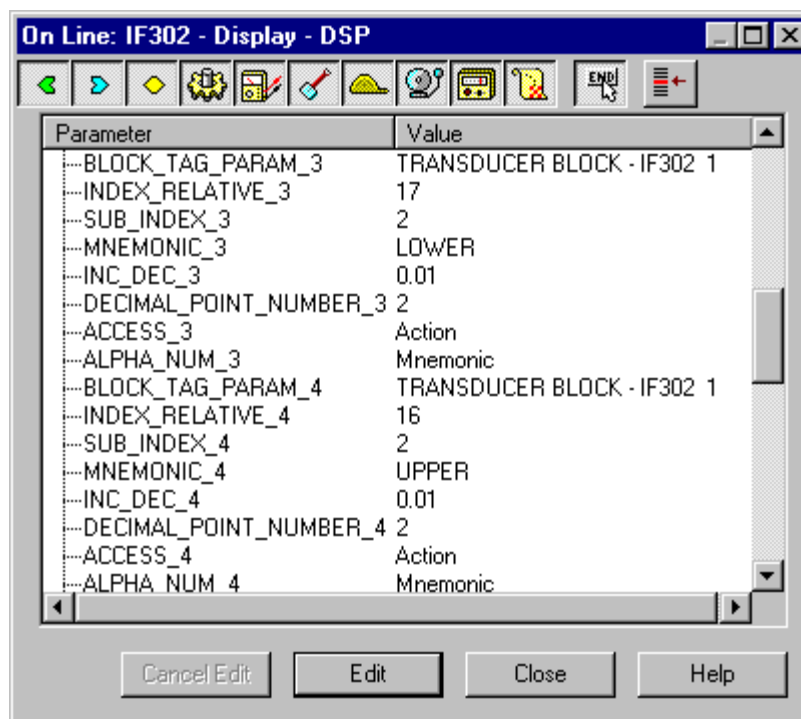 On Line: IF302 - Display - DSP
END
Parameter Value
BLOCK_TAG_PARAM_3 TRANSDUCER BLOCK - IF302 1
INDEX_RELATIVE_3 17
SUB_INDEX_3 2
MNEMONIC_3 LOWER
INC_DEC_3 0.01
DECIMAL_POINT_NUMBER_3 2
ACCESS_3 Action
ALPHA_NUM_3 Mnemonic
BLOCK_TAG_PARAM_4 TRANSDUCER BLOCK - IF302 1
INDEX_RELATIVE_4 16
SUB_INDEX_4 2
MNEMONIC_4 UPPER
INC_DEC_4 0.01
DECIMAL_POINT_NUMBER_4 2
ACCESS_4 Action
ALPHA_NUM_4 Mnemonic
Cancel Edit Edit Close Help